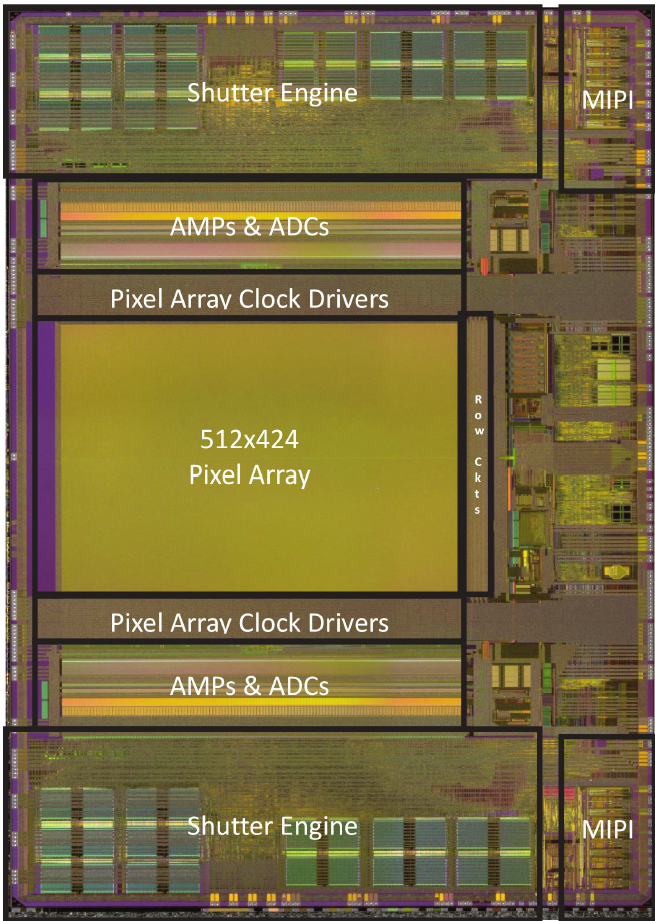 Shutter Engine
MIPI
AMPs & ADCs
Pixel Array Clock Drivers
512x424
Pixel Array
Row Ckts
Pixel Array Clock Drivers
AMPs & ADCs
Shutter Engine
MIPI